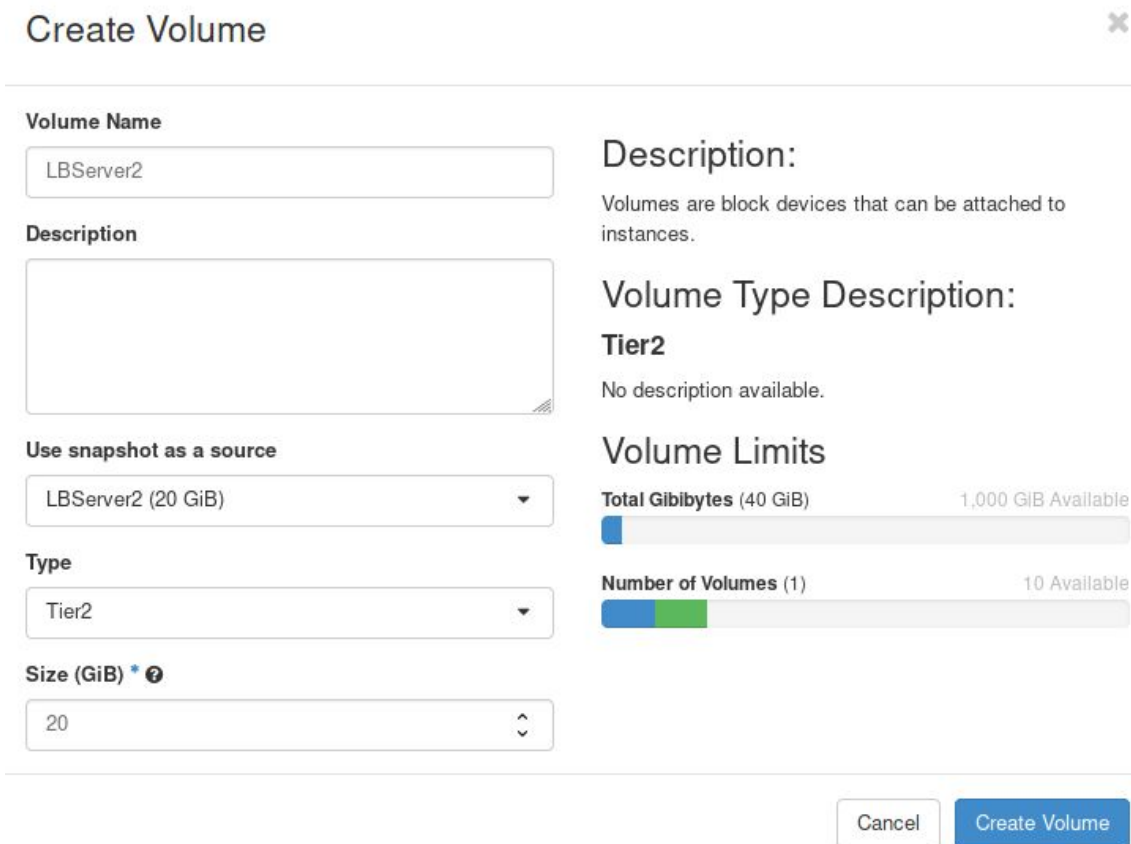 Create Volume
×
Volume Name
LBServer2
Description
Use snapshot as a source
LBServer2 (20 GiB)
Type
Tier2
Size (GiB) * ?
20
Description:
Volumes are block devices that can be attached to
instances.
Volume Type Description:
Tier2
No description available.
Volume Limits
Total Gibibytes (40 GiB) 1,000 GiB Available
Number of Volumes (1) 10 Available
Cancel
Create Volume